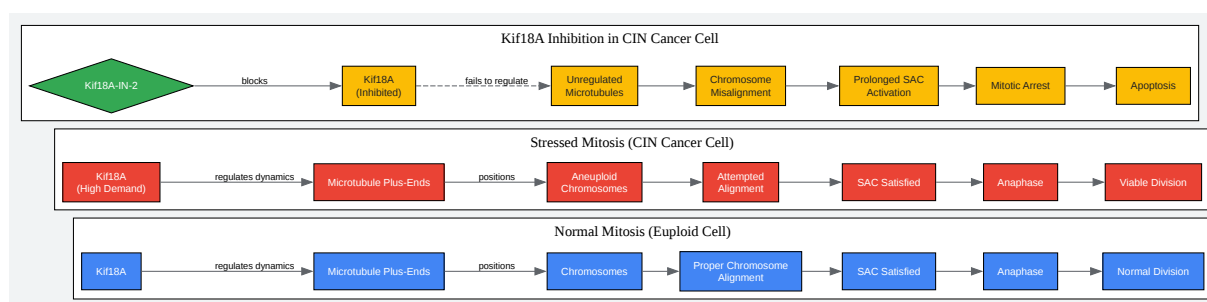 Kif18A Inhibition in CIN Cancer Cell
Kif18A-IN-2
blocks
Kif18A
(Inhibited)
fails to regulate
Unregulated
Microtubules
Chromosome
Misalignment
Prolonged SAC
Activation
Mitotic Arrest
Apoptosis
Stressed Mitosis (CIN Cancer Cell)
Kif18A
(High Demand)
regulates dynamics
Microtubule Plus-Ends
positions
Aneuploid
Chromosomes
Attempted
Alignment
SAC Satisfied
Anaphase
Viable Division
Normal Mitosis (Euploid Cell)
Kif18A
regulates dynamics
Microtubule Plus-Ends
positions
Chromosomes
Proper Chromosome
Alignment
SAC Satisfied
Anaphase
Normal Division